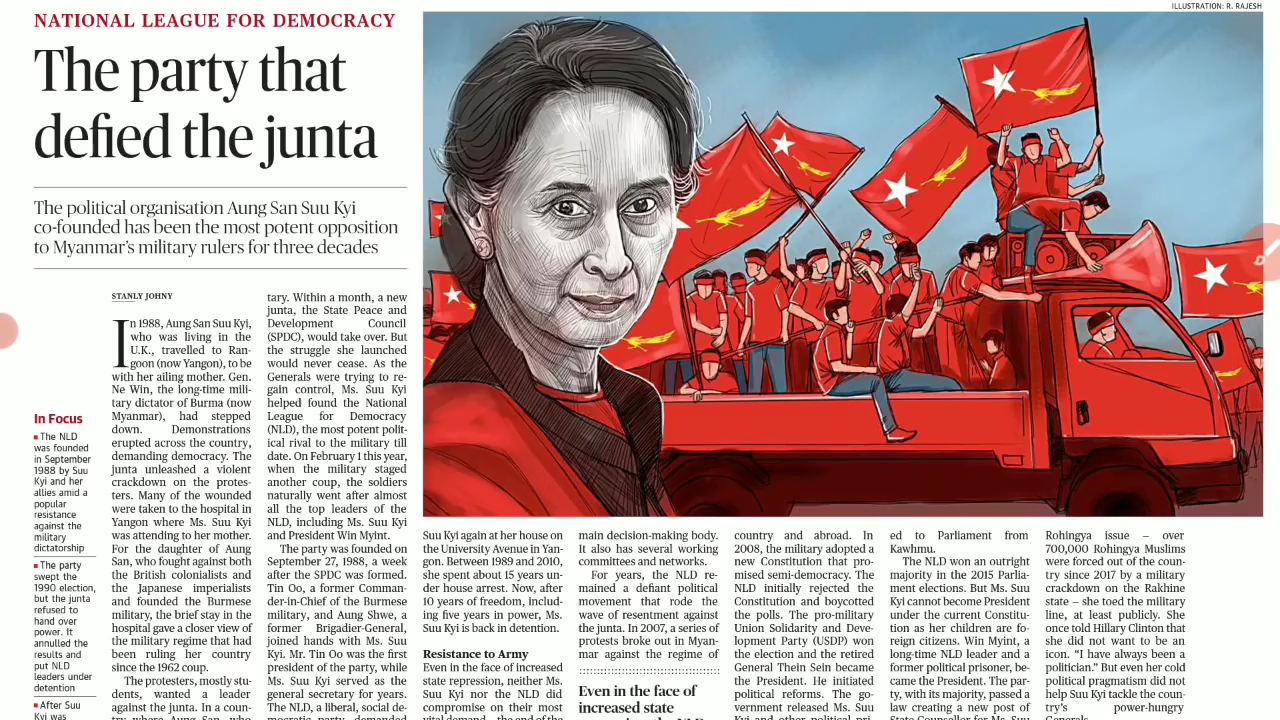 ILLUSTRATION: R. RAJESH
NATIONAL LEAGUE FOR DEMOCRACY
The party that
defied the junta
The political organisation Aung San Suu Kyi
co-founded has been the most potent opposition
to Myanmar's military rulers for three decades
In Focus
The NLD
was founded
in September
1988 by Suu
Kyi and her
allies amid a
popular
resistance
against the
military
dictatorship
The party
swept the
1990 election,
but the junta
refused to
hand over
power. It
annulled the
results and
put NLD
leaders under
detention
After Suu
Kyi was
STANLY JOHNY
In 1988, Aung San Suu Kyi,
who was living in the
U.K., travelled to Ran-
goon (now Yangon), to be
with her ailing mother. Gen.
Ne Win, the long-time mili-
tary dictator of Burma (now
Myanmar), had stepped
down. Demonstrations
erupted across the country,
demanding democracy. The
junta unleashed a violent
crackdown on the protes-
ters. Many of the wounded
were taken to the hospital in
Yangon where Ms. Suu Kyi
was attending to her mother.
For the daughter of Aung
San, who fought against both
the British colonialists and
the Japanese imperialists
and founded the Burmese
military, the brief stay in the
hospital gave a closer view of
the military regime that had
been ruling her country
since the 1962 coup.
The protesters, mostly stu-
dents, wanted a leader
against the junta. In a coun-
try where Aung San, who
tary. Within a month, a new
junta, the State Peace and
Development Council
(SPDC), would take over. But
the struggle she launched
would never cease. As the
Generals were trying to re-
gain control, Ms. Suu Kyi
helped found the National
League for Democracy
(NLD), the most potent polit-
ical rival to the military till
date. On February 1 this year,
when the military staged
another coup, the soldiers
naturally went after almost
all the top leaders of the
NLD, including Ms. Suu Kyi
and President Win Myint.
The party was founded on
September 27, 1988, a week
after the SPDC was formed.
Tin Oo, a former Comman-
der-in-Chief of the Burmese
military, and Aung Shwe, a
former Brigadier-General,
joined hands with Ms. Suu
Kyi. Mr. Tin Oo was the first
president of the party, while
Ms. Suu Kyi served as the
general secretary for years.
The NLD, a liberal, social de-
mocratic party, demanded
Suu Kyi again at her house on
the University Avenue in Yan-
gon. Between 1989 and 2010,
she spent about 15 years un-
der house arrest. Now, after
10 years of freedom, includ-
ing five years in power, Ms.
Suu Kyi is back in detention.
Resistance to Army
Even in the face of increased
state repression, neither Ms.
Suu Kyi nor the NLD did
compromise on their most
vital demand – the end of the
main decision-making body.
It also has several working
committees and networks.
For years, the NLD re-
mained a defiant political
movement that rode the
wave of resentment against
the junta. In 2007, a series of
protests broke out in Myan-
mar against the regime of
Even in the face of
increased state
country and abroad. In
2008, the military adopted a
new Constitution that pro-
mised semi-democracy. The
NLD initially rejected the
Constitution and boycotted
the polls. The pro-military
Union Solidarity and Deve-
lopment Party (USDP) won
the election and the retired
General Thein Sein became
the President. He initiated
political reforms. The go-
vernment released Ms. Suu
Kyi and other political pri-
ed to Parliament from
Kawhmu.
The NLD won an outright
majority in the 2015 Parlia-
ment elections. But Ms. Suu
Kyi cannot become President
under the current Constitu-
tion as her children are fo-
reign citizens. Win Myint, a
long-time NLD leader and a
former political prisoner, be-
came the President. The par-
ty, with its majority, passed a
law creating a new post of
State Counsellor for Ms. Suu
Rohingya issue – over
700,000 Rohingya Muslims
were forced out of the coun-
try since 2017 by a military
crackdown on the Rakhine
state – she toed the military
line, at least publicly. She
once told Hillary Clinton that
she did not want to be an
icon. "I have always been a
politician." But even her cold
political pragmatism did not
help Suu Kyi tackle the coun-
try's power-hungry
Generals.